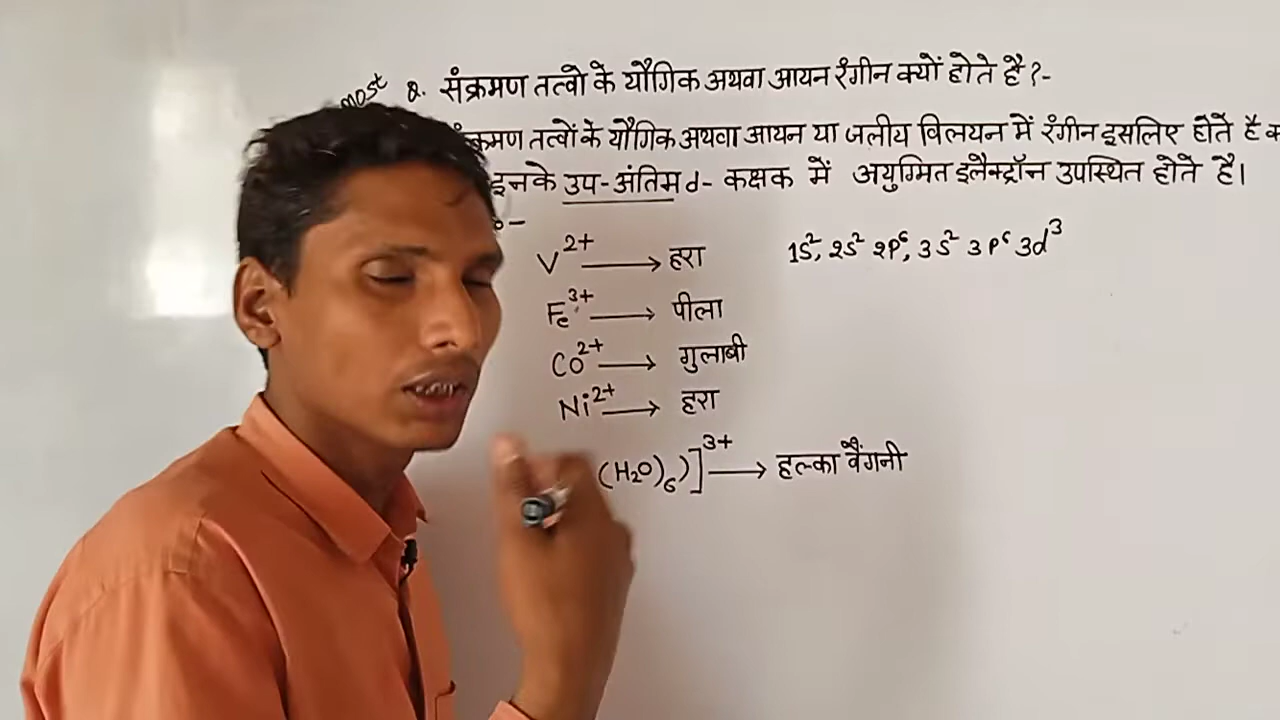 most Q. संक्रमण तत्वो के यौगिक अथवा आयन रंगीन क्यों होते है?-
संक्रमण तत्वों के यौगिक अथवा आयन या जलीय विलयन में रंगीन इसलिए होते है
इनके उप-अंतिम d- कक्षक में अयुग्मित इलैक्ट्रॉन उपस्थित होते है।
V²⁺ → हरा 1S², 2S² 2P⁶, 3S² 3P⁶ 3d³
Fe³⁺ → पीला
Co²⁺ → गुलाबी
Ni²⁺ → हरा
(H₂O)₆)]³⁺ → हल्का बैंगनी